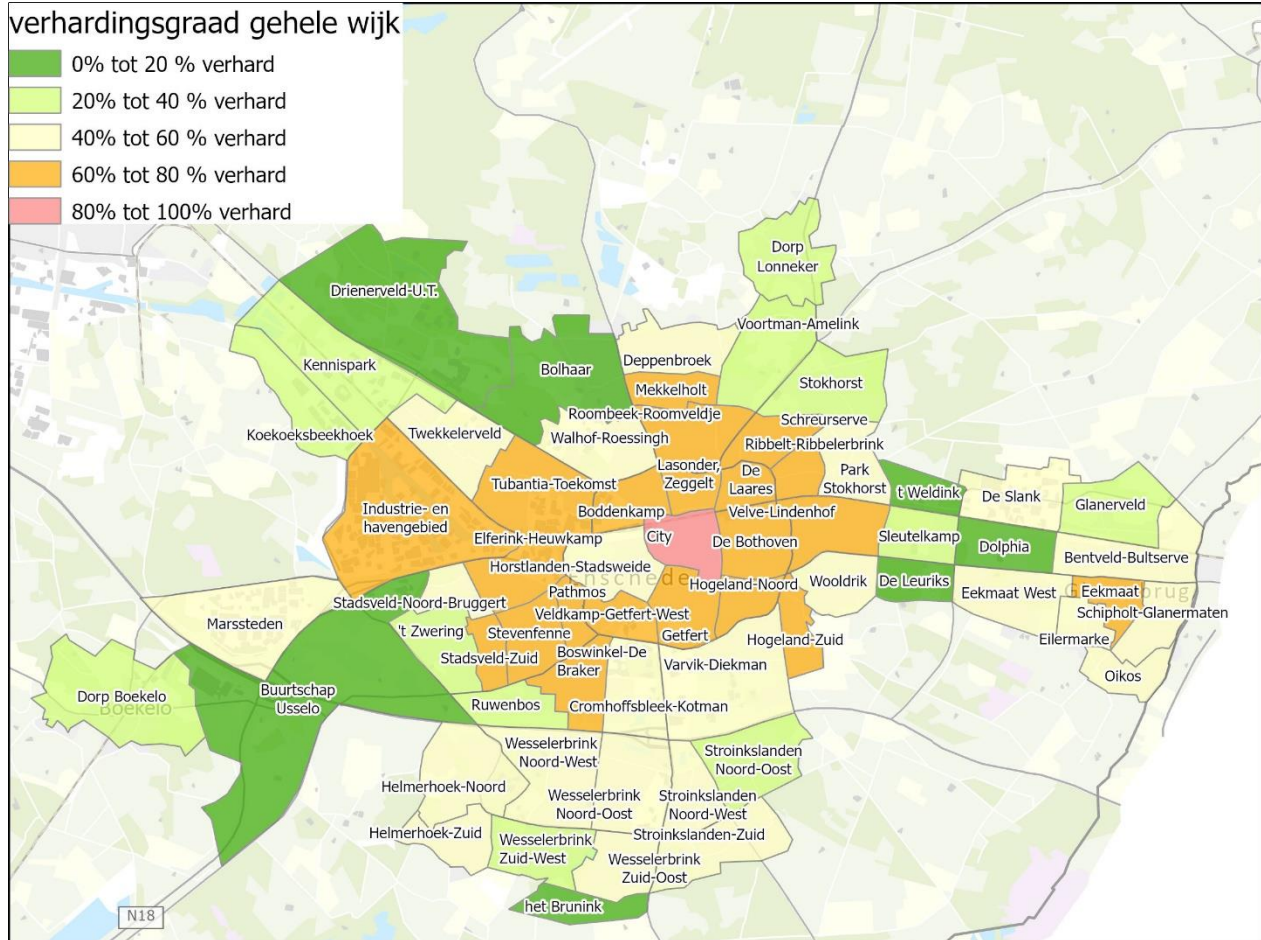 verhardingsgraad gehele wijk
0% tot 20 % verhard
20% tot 40 % verhard
40% tot 60 % verhard
60% tot 80 % verhard
80% tot 100% verhard
Dorp
Lonneker
Drienerveld-U.T.
Voortman-Amelink
Deppenbroek
Kennispark
Bolhaar
Stokhorst
Mekkelholt
Roombeek-Roomveldje
Schreurserve
Koekoeksbeekhoek
Twekkelerveld
Walhof-Roessingh
Ribbelt-Ribbelerbrink
Lasonder,
Zeggelt
De
Laares
Park
Stokhorst
Tubantia-Toekomst
't Weldink
De Slank
Glanerveld
Industrie- en
havengebied
Boddenkamp
Velve-Lindenhof
Elferink-Heuwkamp
City
De Bothoven
Sleutelkamp
Dolphia
Bentveld-Bultserve
Horstlanden-Stadsweide
Enschede
Pathmos
Hogeland-Noord
Wooldrik
De Leuriks
Eekmaat West
Eekmaat
Stadsveld-Noord-Bruggert
Marssteden
Veldkamp-Getfert-West
Schipholt-Glanermaten
't Zwering
Stevenfenne
Getfert
Hogeland-Zuid
Eilermarke
Stadsveld-Zuid
Boswinkel-De
Braker
Varvik-Diekman
Oikos
Dorp Boekelo
Boekelo
Buurtschap
Usselo
Ruwenbos
Cromhoffsbleek-Kotman
Wesselerbrink
Noord-West
Stroinkslanden
Noord-Oost
Helmerhoek-Noord
Wesselerbrink
Noord-Oost
Stroinkslanden
Noord-West
Helmerhoek-Zuid
Stroinkslanden-Zuid
Wesselerbrink
Zuid-West
Wesselerbrink
Zuid-Oost
het Brunink
N18